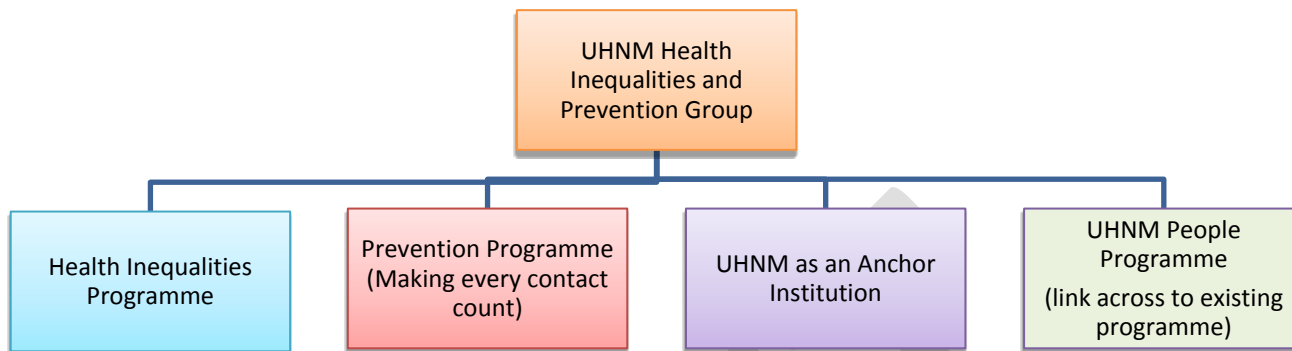 UHNM Health
Inequalities and
Prevention Group
Health Inequalities
Programme
Prevention Programme
(Making every contact
count)
UHNM as an Anchor
Institution
UHNM People
Programme
(link across to existing
programme)